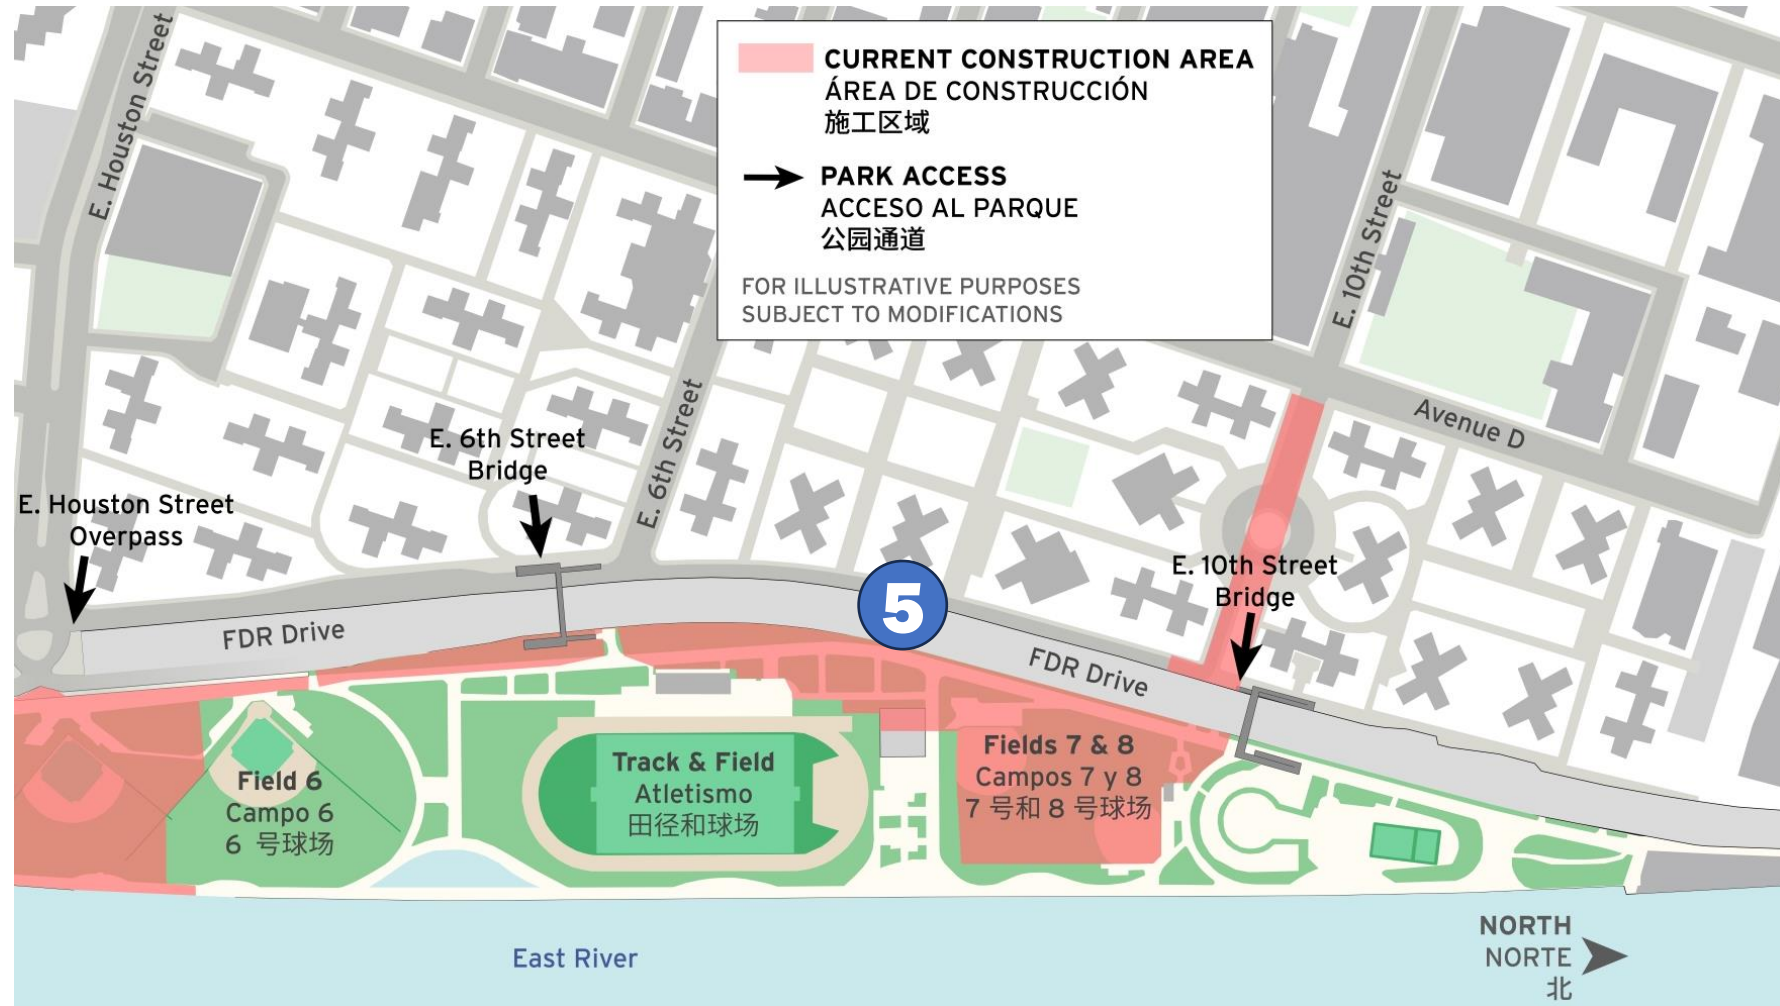 E. Houston Street
CURRENT CONSTRUCTION AREA
ÁREA DE CONSTRUCCIÓN
施工区域
PARK ACCESS
ACCESO AL PARQUE
公园通道
FOR ILLUSTRATIVE PURPOSES
SUBJECT TO MODIFICATIONS
E. 10th Street
Avenue D
E. 6th Street
E. 6th Street
Bridge
E. Houston Street
Overpass
E. 10th Street
Bridge
5
FDR Drive
FDR Drive
Field 6
Campo 6
6 号球场
Track & Field
Atletismo
田径和球场
Fields 7 & 8
Campos 7 y 8
7 号和 8 号球场
East River
NORTH
NORTE
北